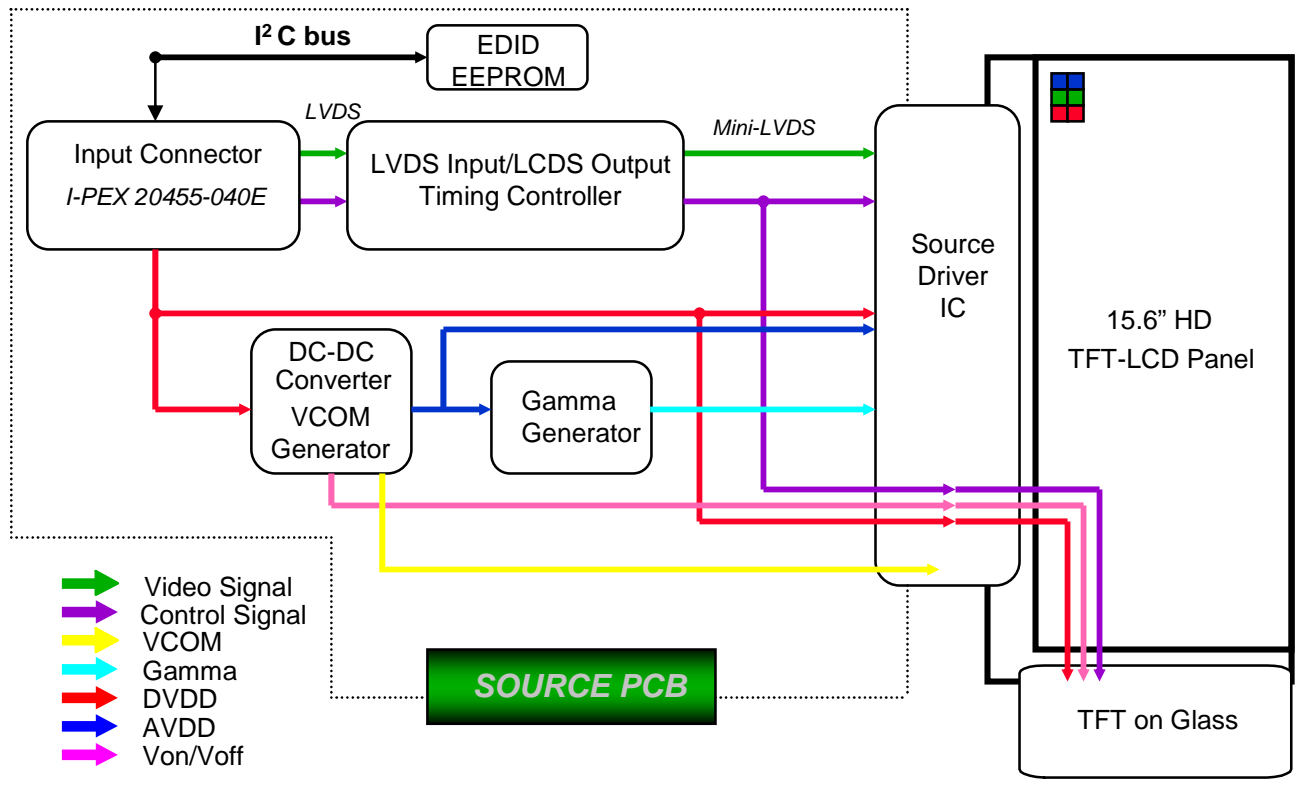 I² C bus
EDID
EEPROM
LVDS
Mini-LVDS
Input Connector
I-PEX 20455-040E
LVDS Input/LCDS Output
Timing Controller
Source
Driver
IC
15.6” HD
TFT-LCD Panel
DC-DC
Converter
VCOM
Generator
Gamma
Generator
Video Signal
Control Signal
VCOM
Gamma
DVDD
AVDD
Von/Voff
SOURCE PCB
TFT on Glass